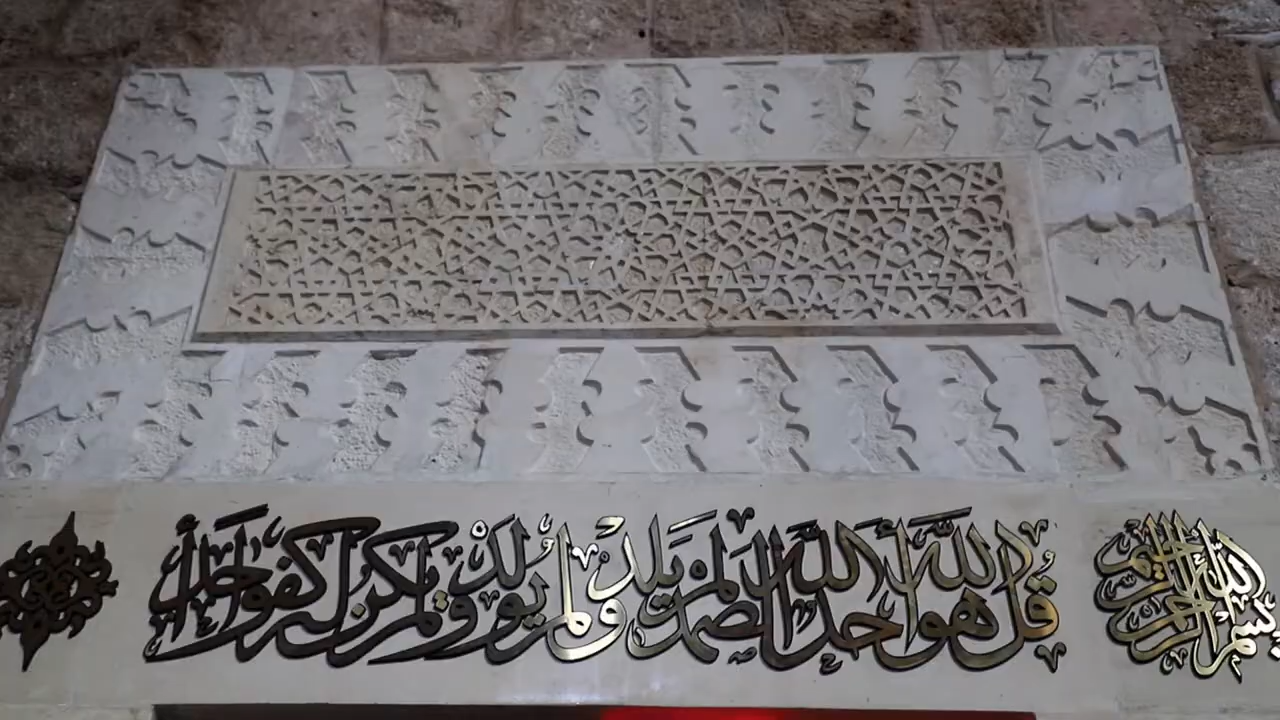 بسم الله الرحمن الرحيم
قل هو الله أحد الله الصمد لم يلد ولم يولد ولم يكن له كفوا أحد